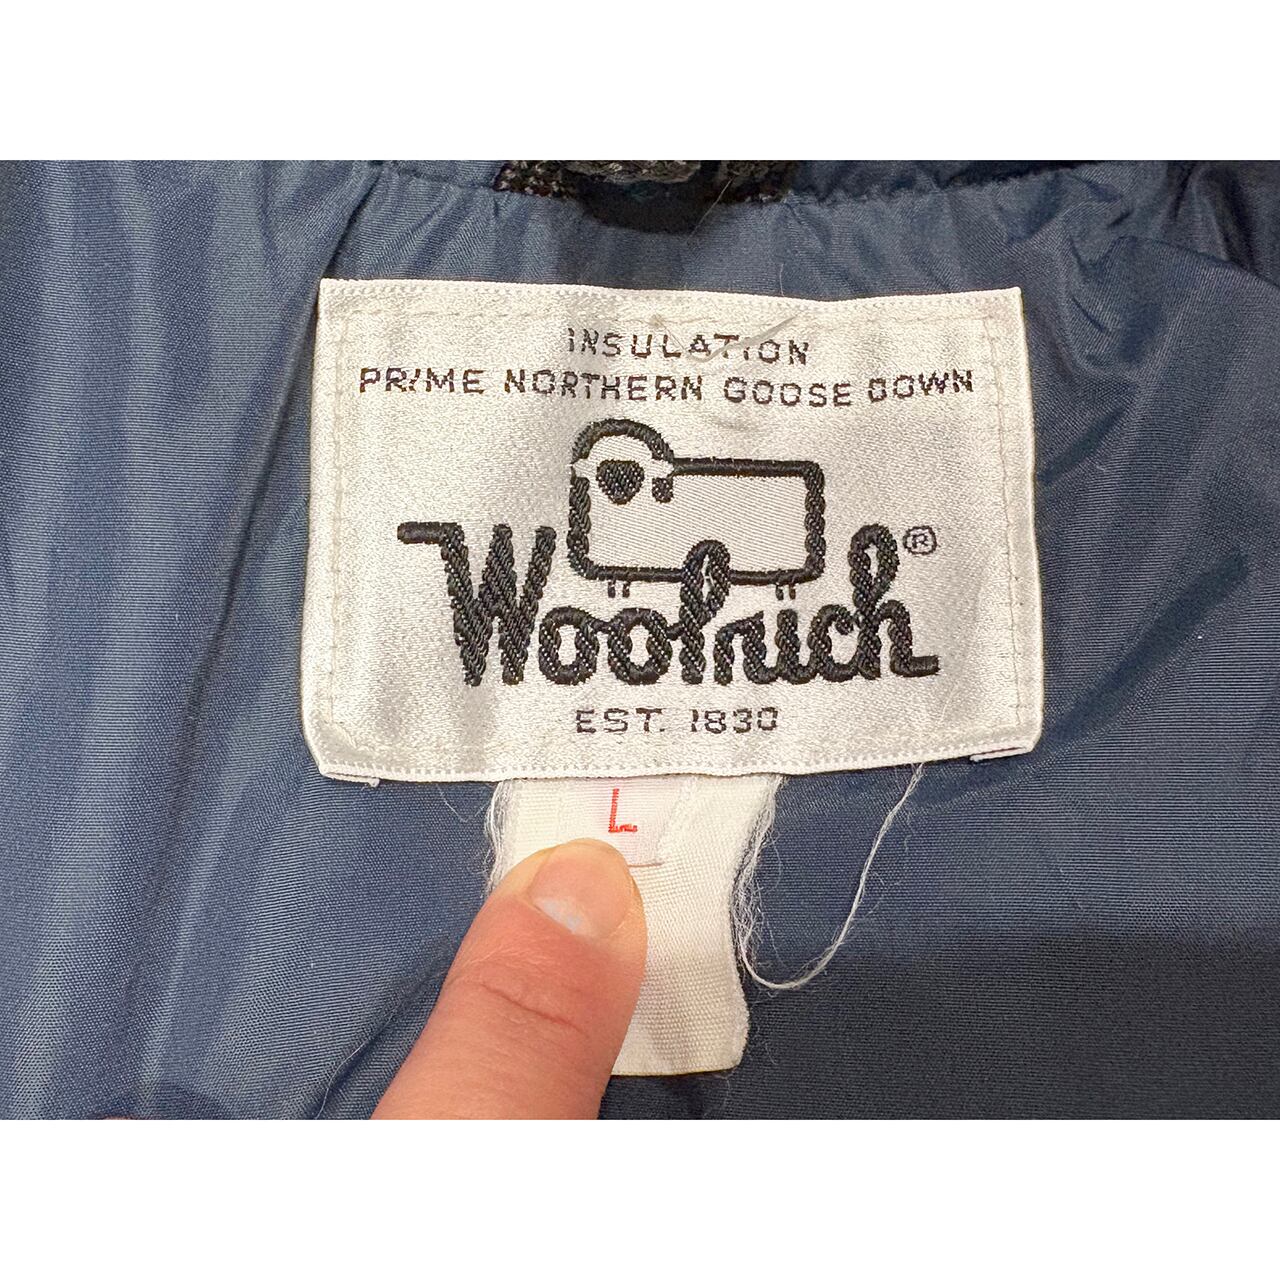 INSULATION
PRIME NORTHERN GOOSE DOWN
Woolrich®
EST. 1830
L